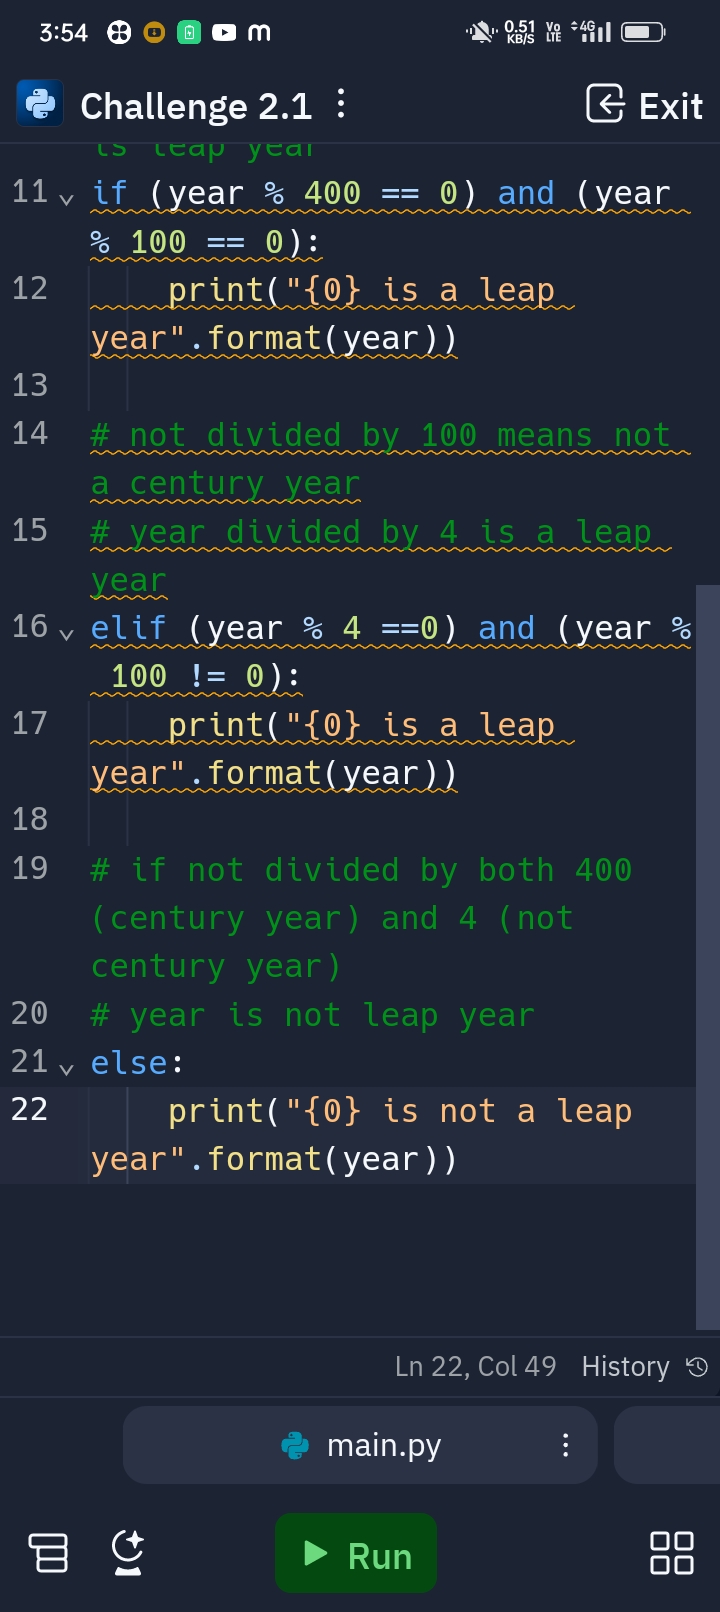 3:54
0.51 KB/S
Vo LTE
4G
Challenge 2.1
Exit
is leap year
11 if (year % 400 == 0) and (year
% 100 == 0):
12 print("{0} is a leap
year".format(year))
13
14 # not divided by 100 means not
a century year
15 # year divided by 4 is a leap
year
16 elif (year % 4 ==0) and (year %
100 != 0):
17 print("{0} is a leap
year".format(year))
18
19 # if not divided by both 400
(century year) and 4 (not
century year)
20 # year is not leap year
21 else:
22 print("{0} is not a leap
year".format(year))
Ln 22, Col 49 History
main.py
Run